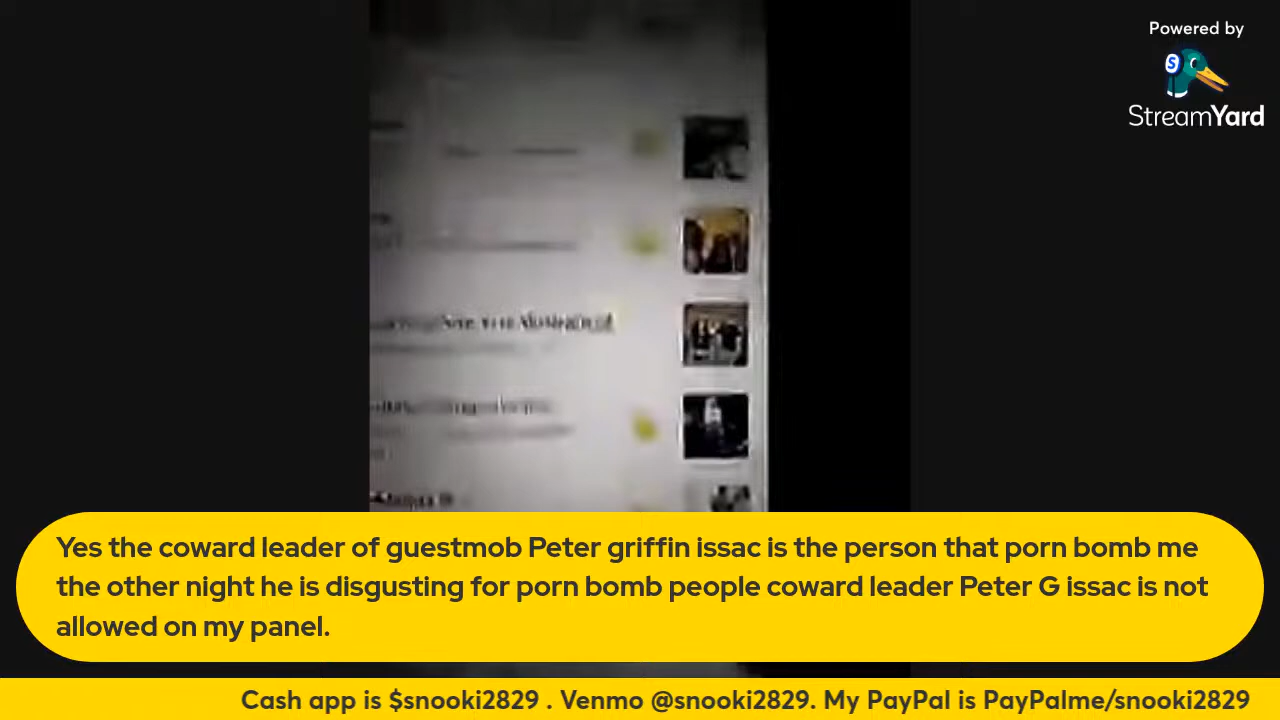 Powered by
S
StreamYard
Yes the coward leader of guestmob Peter griffin issac is the person that porn bomb me
the other night he is disgusting for porn bomb people coward leader Peter G issac is not
allowed on my panel.
Cash app is $snooki2829 . Venmo @snooki2829. My PayPal is PayPalme/snooki2829